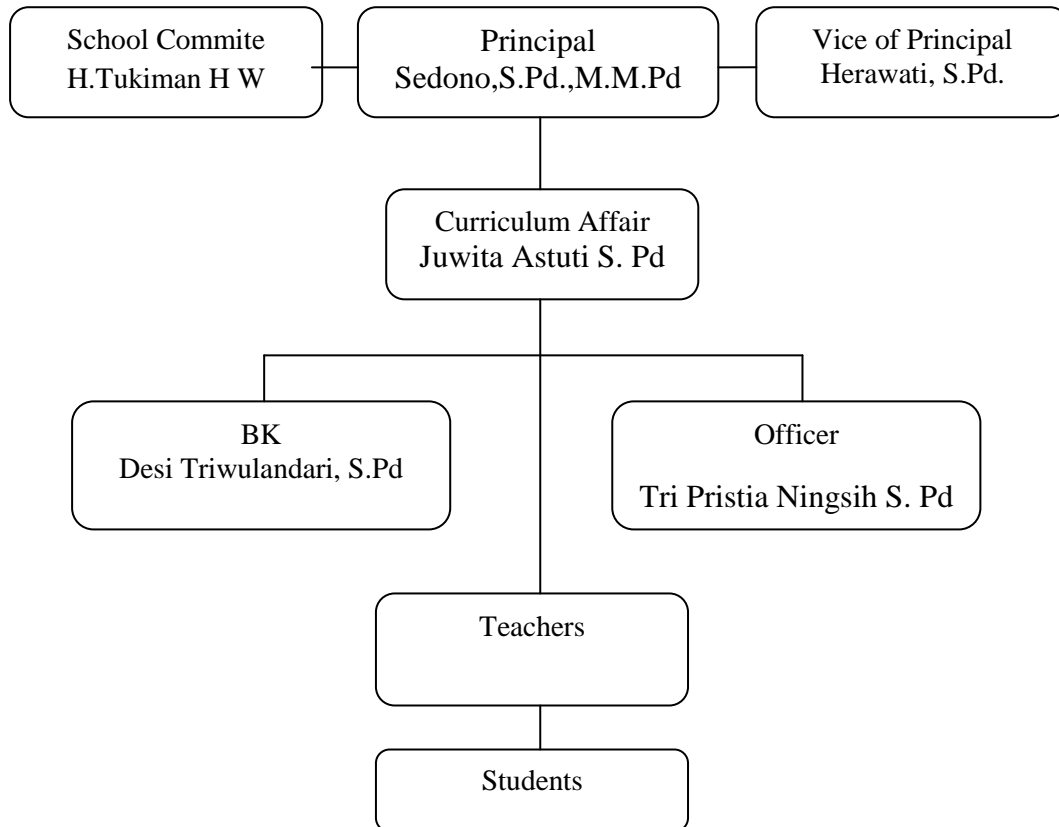 School Commite
H.Tukiman H W
Principal
Sedono,S.Pd.,M.M.Pd
Vice of Principal
Herawati, S.Pd.
Curriculum Affair
Juwita Astuti S. Pd
BK
Desi Triwulandari, S.Pd
Officer
Tri Pristia Ningsih S. Pd
Teachers
Students